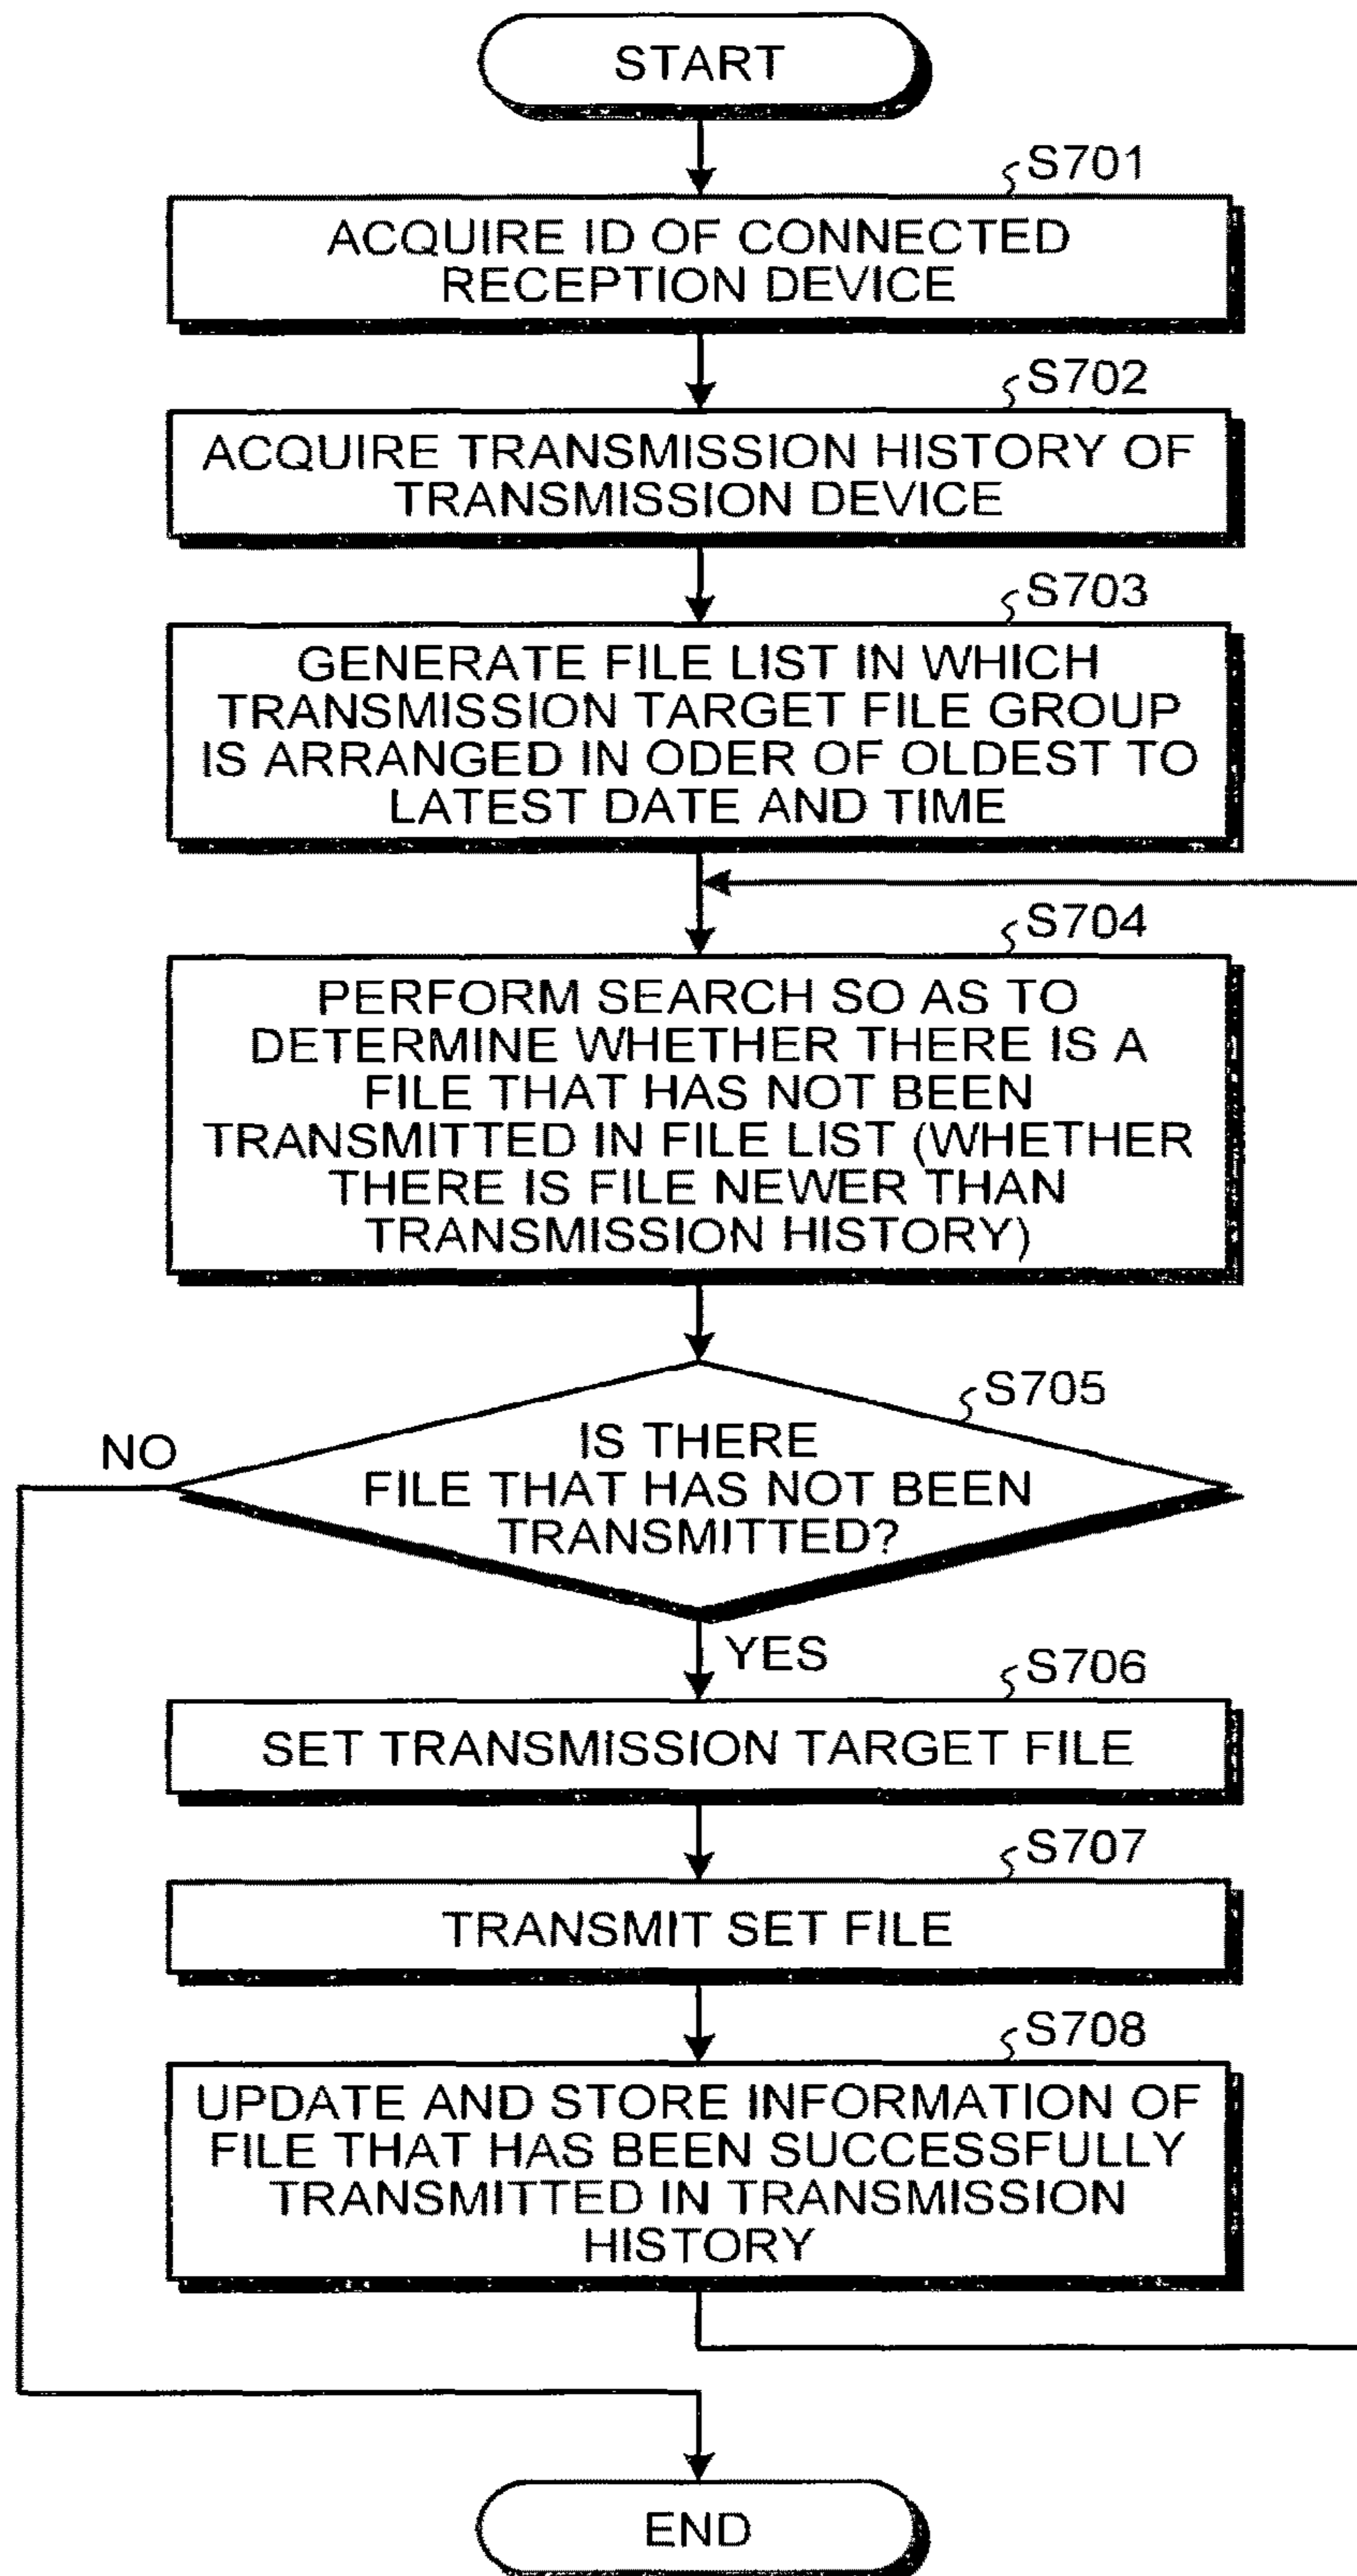 START
S701
ACQUIRE ID OF CONNECTED
RECEPTION DEVICE
S702
ACQUIRE TRANSMISSION HISTORY OF
TRANSMISSION DEVICE
S703
GENERATE FILE LIST IN WHICH
TRANSMISSION TARGET FILE GROUP
IS ARRANGED IN ODER OF OLDEST TO
LATEST DATE AND TIME
S704
PERFORM SEARCH SO AS TO
DETERMINE WHETHER THERE IS A
FILE THAT HAS NOT BEEN
TRANSMITTED IN FILE LIST (WHETHER
THERE IS FILE NEWER THAN
TRANSMISSION HISTORY)
S705
IS THERE
FILE THAT HAS NOT BEEN
TRANSMITTED?
NO
YES
S706
SET TRANSMISSION TARGET FILE
S707
TRANSMIT SET FILE
S708
UPDATE AND STORE INFORMATION OF
FILE THAT HAS BEEN SUCCESSFULLY
TRANSMITTED IN TRANSMISSION
HISTORY
END